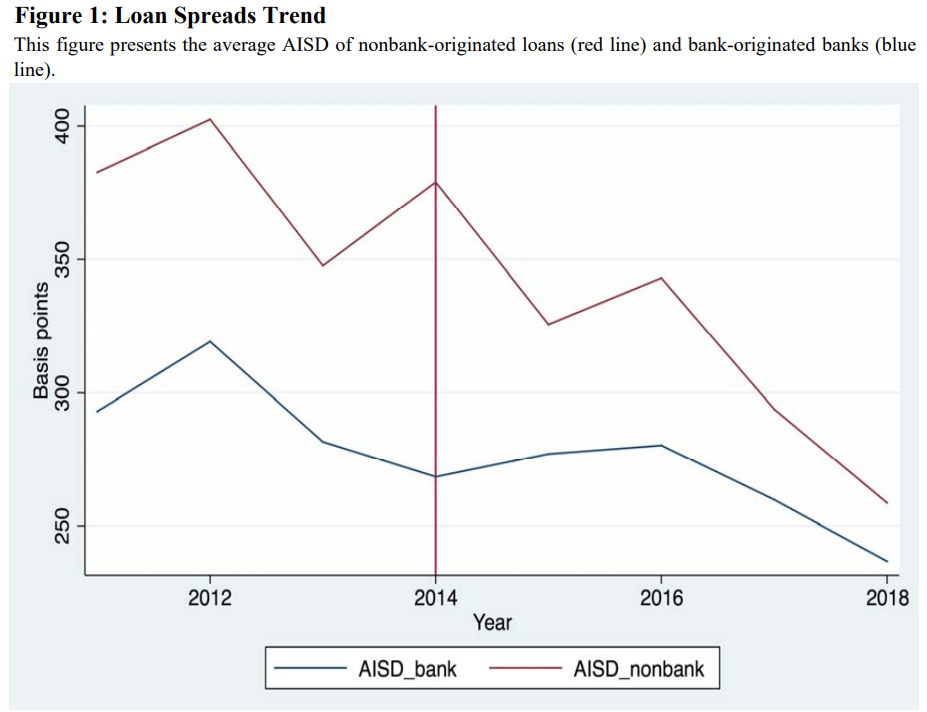 Figure 1: Loan Spreads Trend
This figure presents the average AISD of nonbank-originated loans (red line) and bank-originated banks (blue
line).
400
350
300
250
Basis points
2012 2014 2016 2018
Year
AISD_bank AISD_nonbank